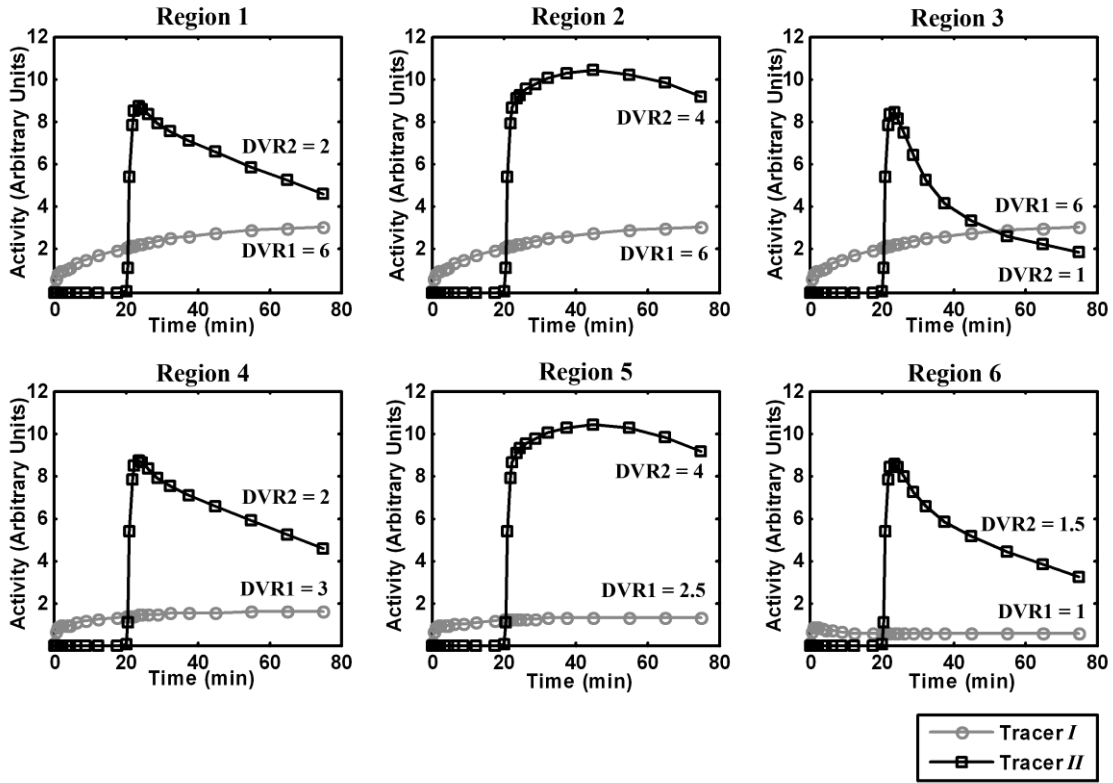 Region 1
Activity (Arbitrary Units)
12
10
8
6
4
2
0
20
40
60
80
Time (min)
DVR2 = 2
DVR1 = 6
Region 2
Activity (Arbitrary Units)
12
10
8
6
4
2
0
20
40
60
80
Time (min)
DVR2 = 4
DVR1 = 6
Region 3
Activity (Arbitrary Units)
12
10
8
6
4
2
0
20
40
60
80
Time (min)
DVR1 = 6
DVR2 = 1
Region 4
Activity (Arbitrary Units)
12
10
8
6
4
2
0
20
40
60
80
Time (min)
DVR2 = 2
DVR1 = 3
Region 5
Activity (Arbitrary Units)
12
10
8
6
4
2
0
20
40
60
80
Time (min)
DVR2 = 4
DVR1 = 2.5
Region 6
Activity (Arbitrary Units)
12
10
8
6
4
2
0
20
40
60
80
Time (min)
DVR2 = 1.5
DVR1 = 1
Tracer I
Tracer II